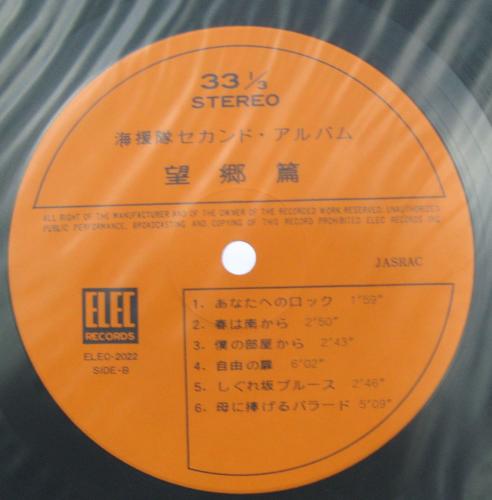 33 1/3
STEREO
海援隊セカンド・アルバム
望郷篇
ALL RIGHT OF THE MANUFACTURER AND OF THE OWNER OF THE RECORDED WORK RESERVED. UNAUTHORIZED
PUBLIC PERFORMANCE, BROADCASTING AND COPYING OF THIS RECORD PROHIBITED ELEC RECORDS INC
JASRAC
ELEC
RECORDS
ELEC-2022
SIDE-B
1. あなたへのロック 1"59"
2. 春は南から 2"50"
3. 僕の部屋から 2"43"
4. 自由の扉 6"02"
5. しぐれ坂ブルース 2"46"
6. 母に捧げるバラード 5"09"